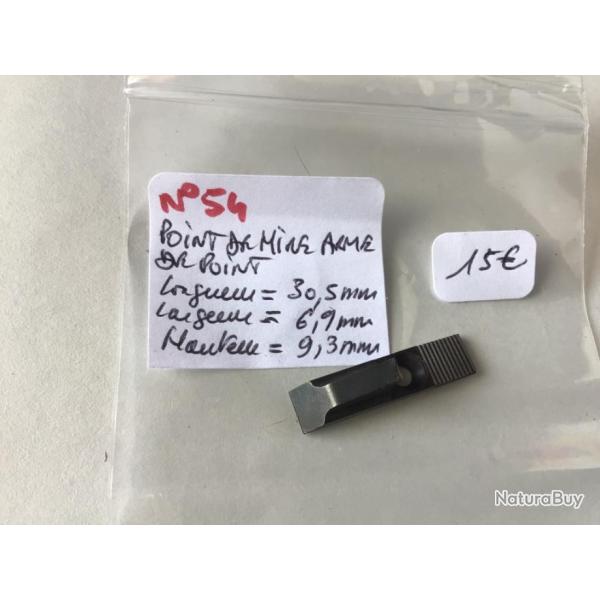 N°54
POINT DE MIRE ARME
DE POINT
Longueur = 30,5mm
Largeur = 6,9mm
Hauteur = 9,3mm
15€
NaturaBuy